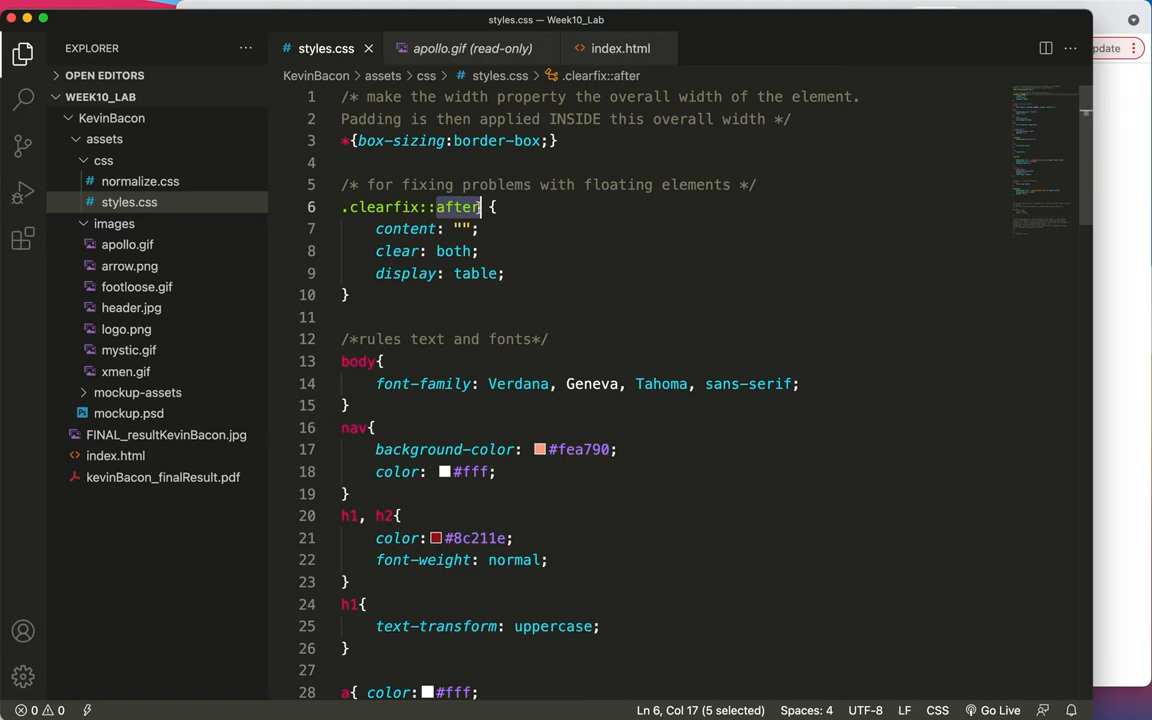 styles.css — Week10_Lab
EXPLORER
styles.css
apollo.gif (read-only)
index.html
pdate
OPEN EDITORS
KevinBacon > assets > css > # styles.css > .clearfix::after
WEEK10_LAB
KevinBacon
assets
css
# normalize.css
# styles.css
images
apollo.gif
arrow.png
footloose.gif
header.jpg
logo.png
mystic.gif
xmen.gif
mockup-assets
mockup.psd
FINAL_resultKevinBacon.jpg
index.html
kevinBacon_finalResult.pdf
1 /* make the width property the overall width of the element.
2 Padding is then applied INSIDE this overall width */
3 *{box-sizing:border-box;}
4
5 /* for fixing problems with floating elements */
6 .clearfix::after {
7 content: "";
8 clear: both;
9 display: table;
10 }
11
12 /*rules text and fonts*/
13 body{
14 font-family: Verdana, Geneva, Tahoma, sans-serif;
15 }
16 nav{
17 background-color: #fea790;
18 color: #fff;
19 }
20 h1, h2{
21 color:#8c211e;
22 font-weight: normal;
23 }
24 h1{
25 text-transform: uppercase;
26 }
27
28 a{ color:#fff;
0 0 Ln 6, Col 17 (5 selected) Spaces: 4 UTF-8 LF CSS Go Live